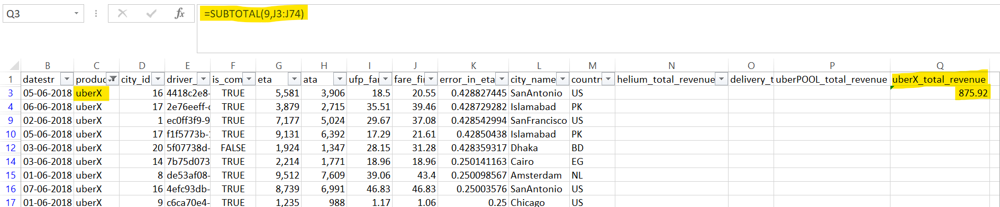 Q3 fx =SUBTOTAL(9,J3:J74)
B C D E F G H I J K L M N O P Q
1 datestr produc city_id driver_ is_com eta ata ufp_far fare_fir error_in_eta city_name country helium_total_revenue delivery_t uberPOOL_total_revenue uberX_total_revenue
3 05-06-2018 uberX 16 4418c2e8- TRUE 5,581 3,906 18.5 20.55 0.428827445 SanAntonio US 875.92
4 06-06-2018 uberX 17 2e76eeff-c TRUE 3,879 2,715 35.51 39.46 0.428729282 Islamabad PK
9 02-06-2018 uberX 1 ec0ff3f9-9 TRUE 7,177 5,024 29.67 37.08 0.428542994 SanFrancisco US
10 05-06-2018 uberX 17 f1f5773b-1 TRUE 9,131 6,392 17.29 21.61 0.42850438 Islamabad PK
12 03-06-2018 uberX 20 5f07738d- FALSE 1,924 1,347 28.15 31.28 0.428359317 Dhaka BD
14 03-06-2018 uberX 14 7b75d073 TRUE 2,214 1,771 18.96 18.96 0.250141163 Cairo EG
15 01-06-2018 uberX 8 de53af08- TRUE 9,512 7,609 39.06 43.4 0.250098567 Amsterdam NL
16 07-06-2018 uberX 16 4efc93db- TRUE 8,739 6,991 46.83 46.83 0.25003576 SanAntonio US
17 01-06-2018 uberX 9 c6ca70e4- TRUE 1,235 988 1.17 1.06 0.25 Chicago US